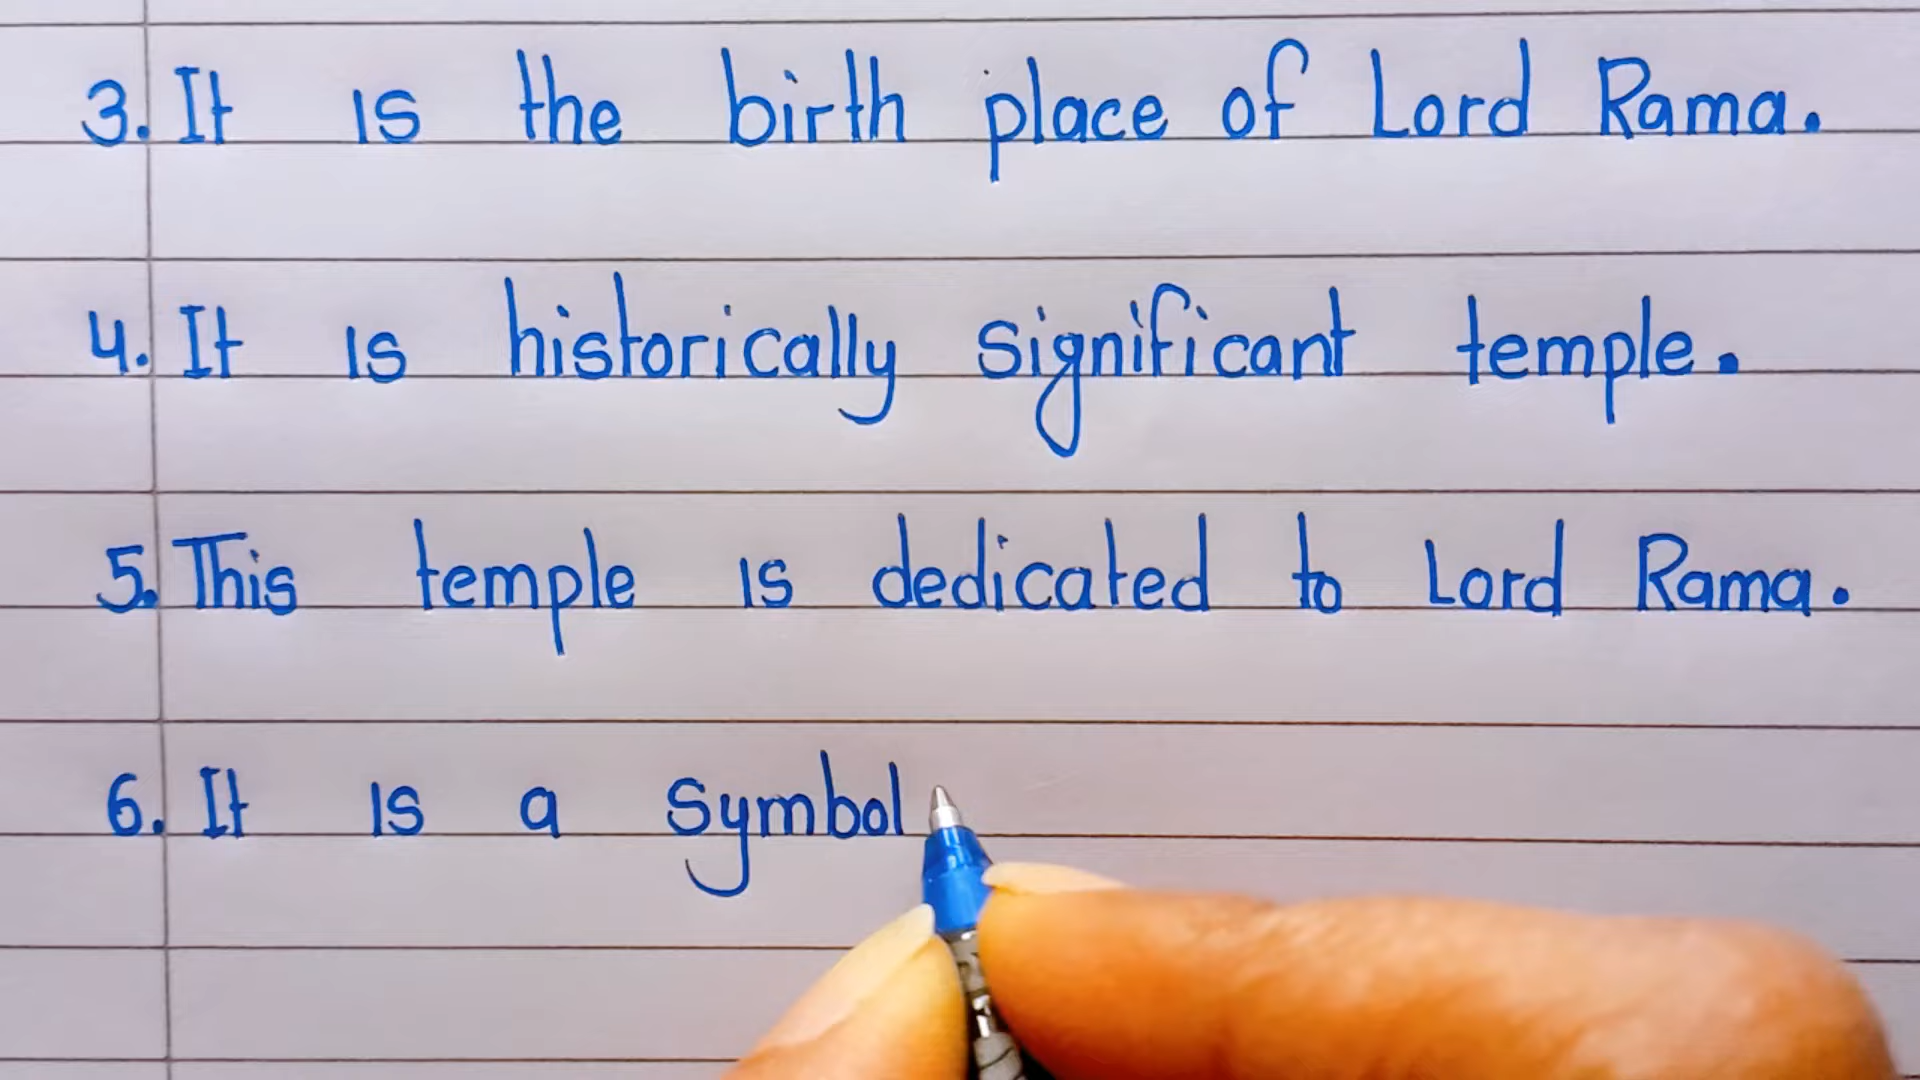 3. It is the birth place of Lord Rama.
4. It is historically significant temple.
5. This temple is dedicated to Lord Rama.
6. It is a symbol